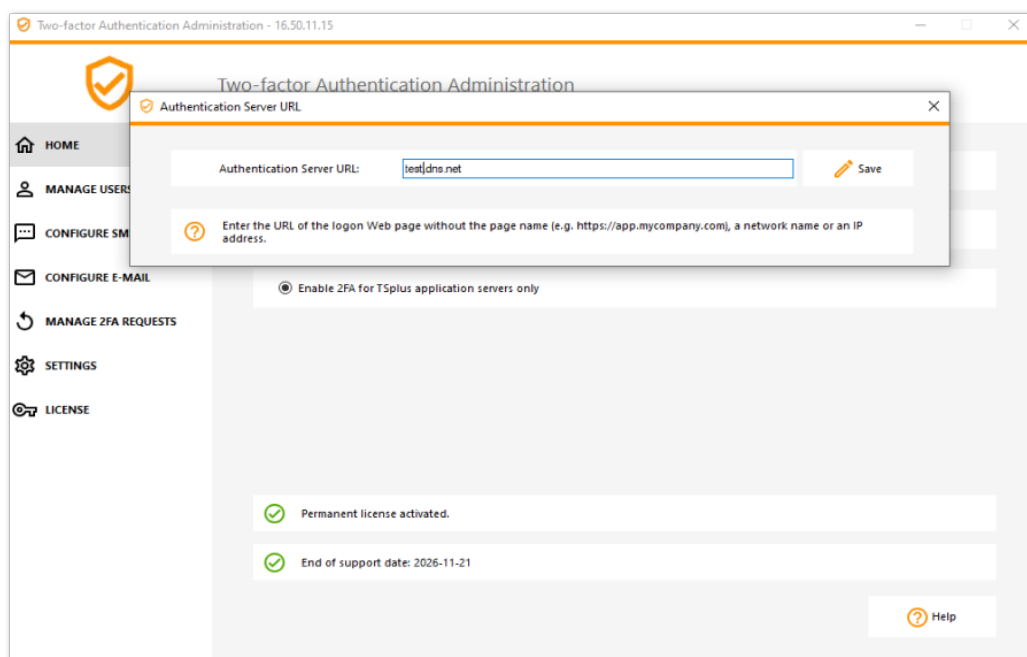 Two-factor Authentication Administration - 16.50.11.15
Two-factor Authentication Administration
Authentication Server URL
Authentication Server URL:
test.dns.net
Save
Enter the URL of the logon Web page without the page name (e.g. https://app.mycompany.com), a network name or an IP
address.
HOME
MANAGE USERS
CONFIGURE SM
CONFIGURE E-MAIL
MANAGE 2FA REQUESTS
SETTINGS
LICENSE
Enable 2FA for TSplus application servers only
Permanent license activated.
End of support date: 2026-11-21
Help